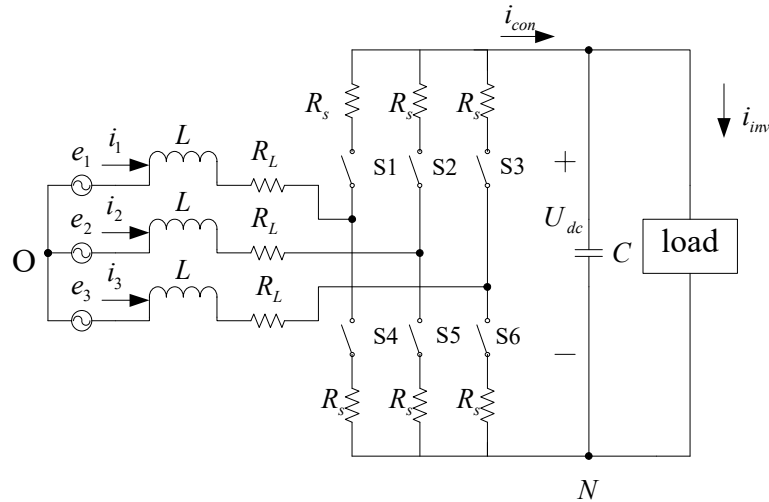 i_con
R_s R_s R_s
i_inv
e_1 i_1 L R_L
S1 S2 S3
+
e_2 i_2 L R_L
U_dc C load
O
e_3 i_3 L R_L
S4 S5 S6
−
R_s R_s R_s
N